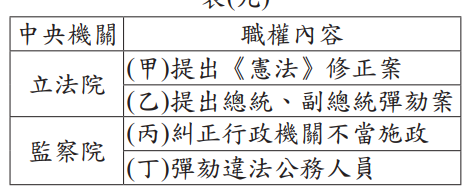 表(九)
中央機關 職權內容
立法院
(甲)提出《憲法》修正案
(乙)提出總統、副總統彈劾案
監察院
(丙)糾正行政機關不當施政
(丁)彈劾違法公務人員